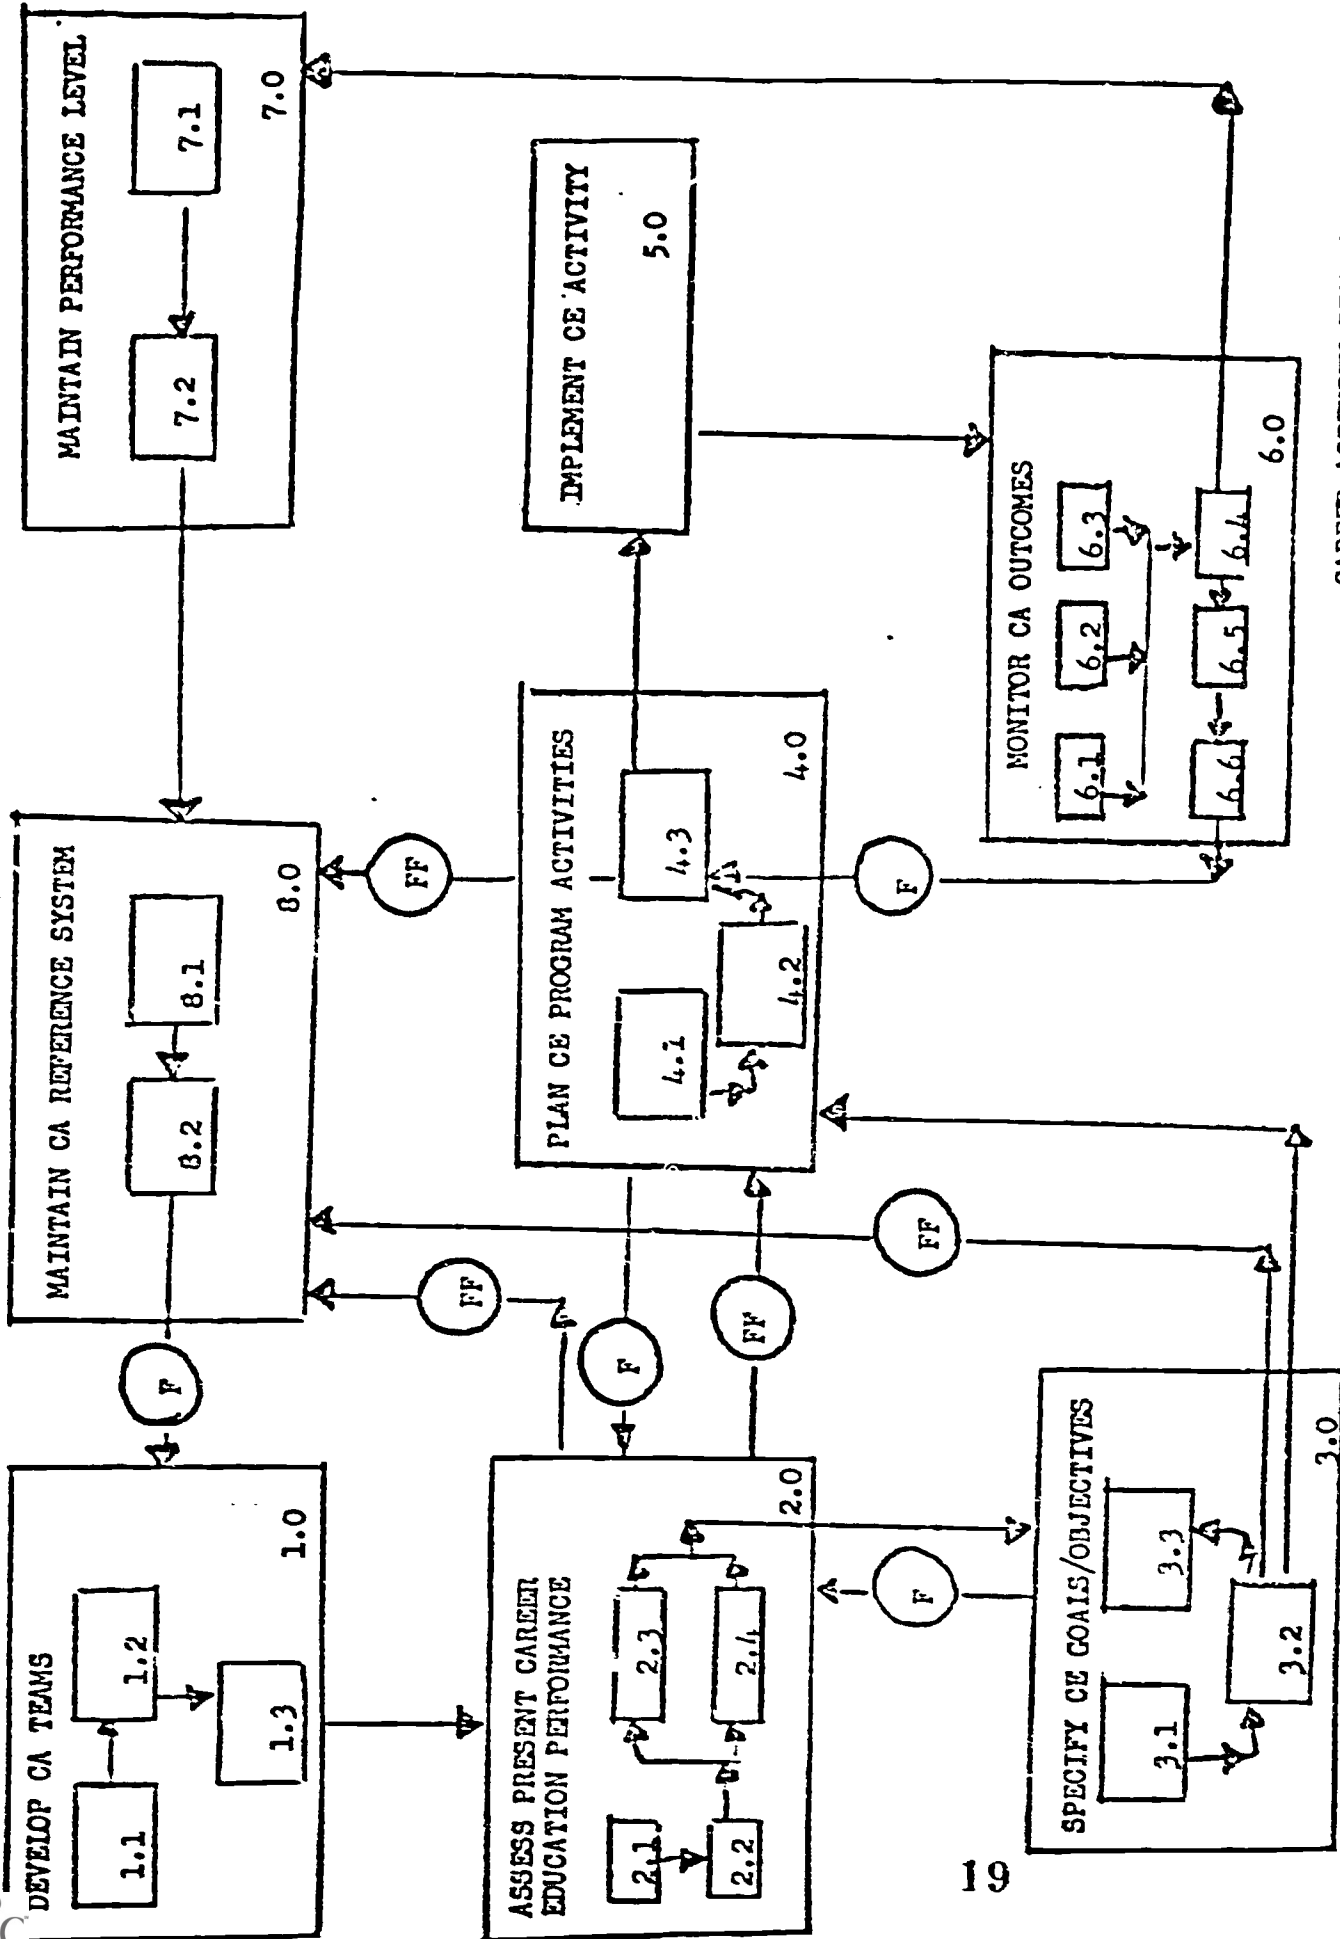 DEVELOP CA TEAMS
1.1
1.2
1.3
1.0
F
MAINTAIN CA REFERENCE SYSTEM
8.2
8.1
8.0
MAINTAIN PERFORMANCE LEVEL
7.2
7.1
7.0
ASSESS PRESENT CAREER
EDUCATION PERFORMANCE
2.1
2.2
2.3
2.4
2.0
FF
F
FF
FF
FF
PLAN CE PROGRAM ACTIVITIES
4.1
4.2
4.3
4.0
IMPLEMENT CE ACTIVITY
5.0
F
F
SPECIFY CE GOALS/OBJECTIVES
3.1
3.2
3.3
3.0
MONITOR CA OUTCOMES
6.1
6.2
6.3
6.6
6.5
6.4
6.0
19